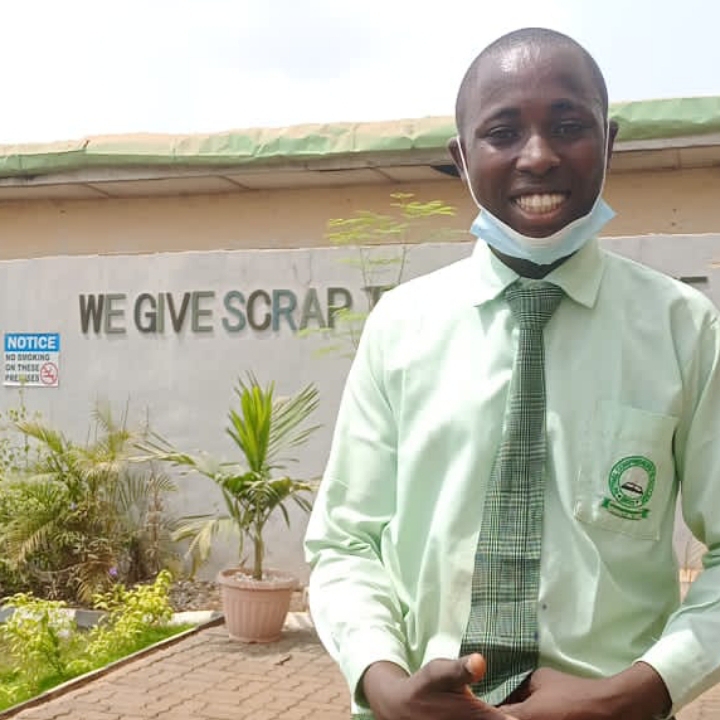 WE GIVE SCRAP
NOTICE
NO SMOKING
ON THESE
PREMISES